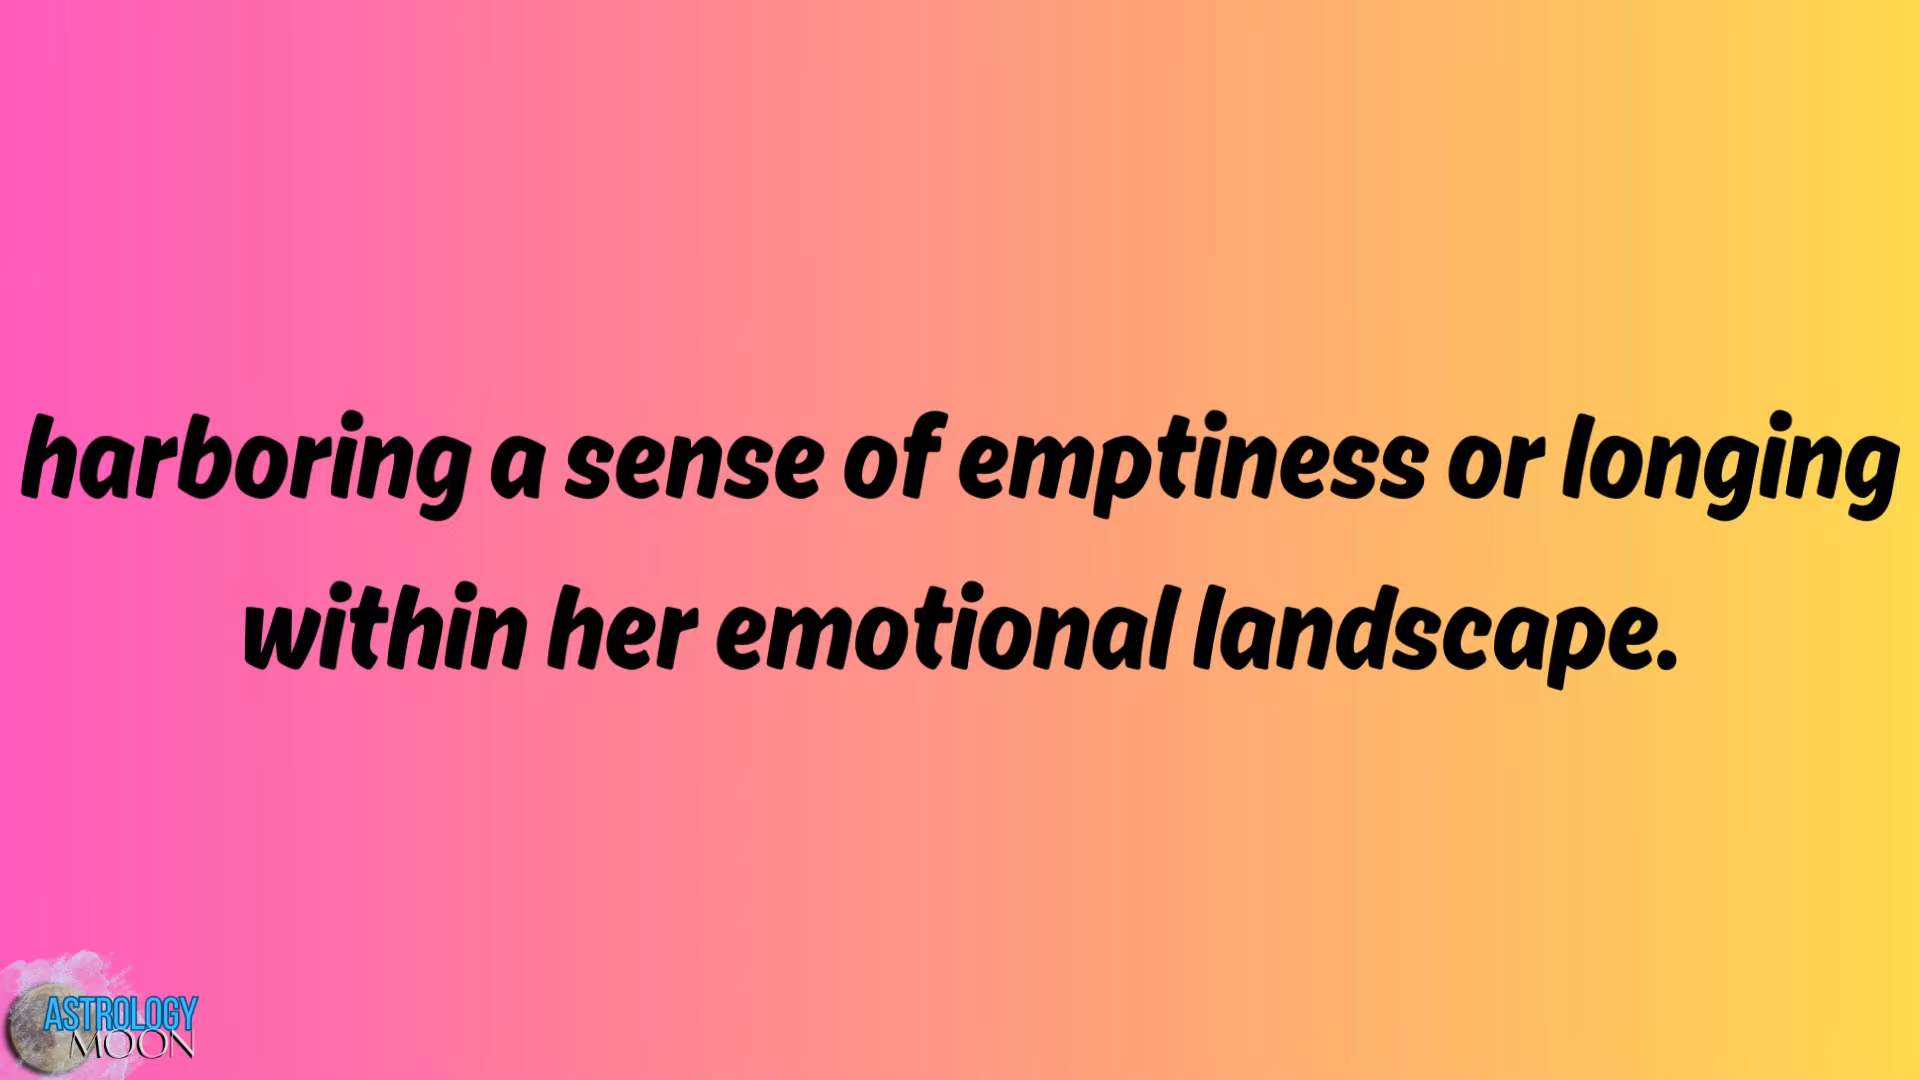 harboring a sense of emptiness or longing
within her emotional landscape.
ASTROLOGY
MOON